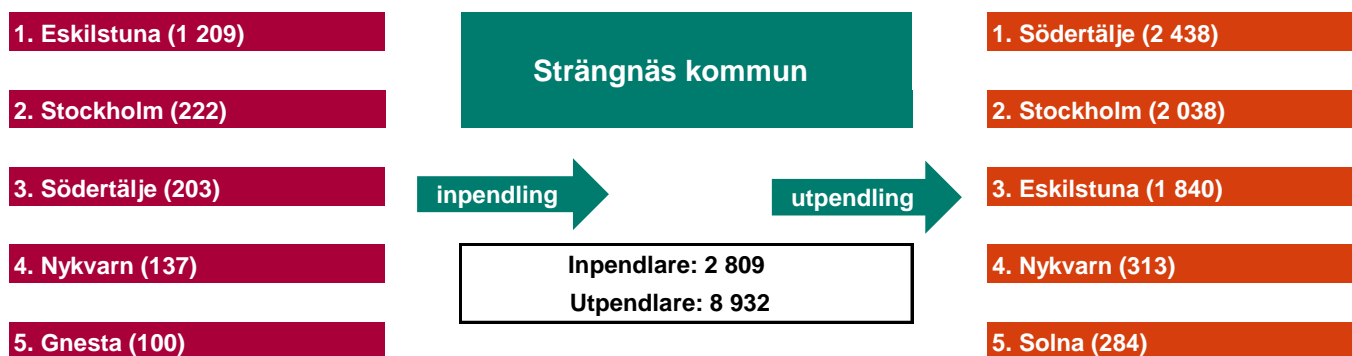 1. Eskilstuna (1 209)
2. Stockholm (222)
3. Södertälje (203)
4. Nykvarn (137)
5. Gnesta (100)
Strängnäs kommun
inpendling
utpendling
Inpendlare: 2 809
Utpendlare: 8 932
1. Södertälje (2 438)
2. Stockholm (2 038)
3. Eskilstuna (1 840)
4. Nykvarn (313)
5. Solna (284)